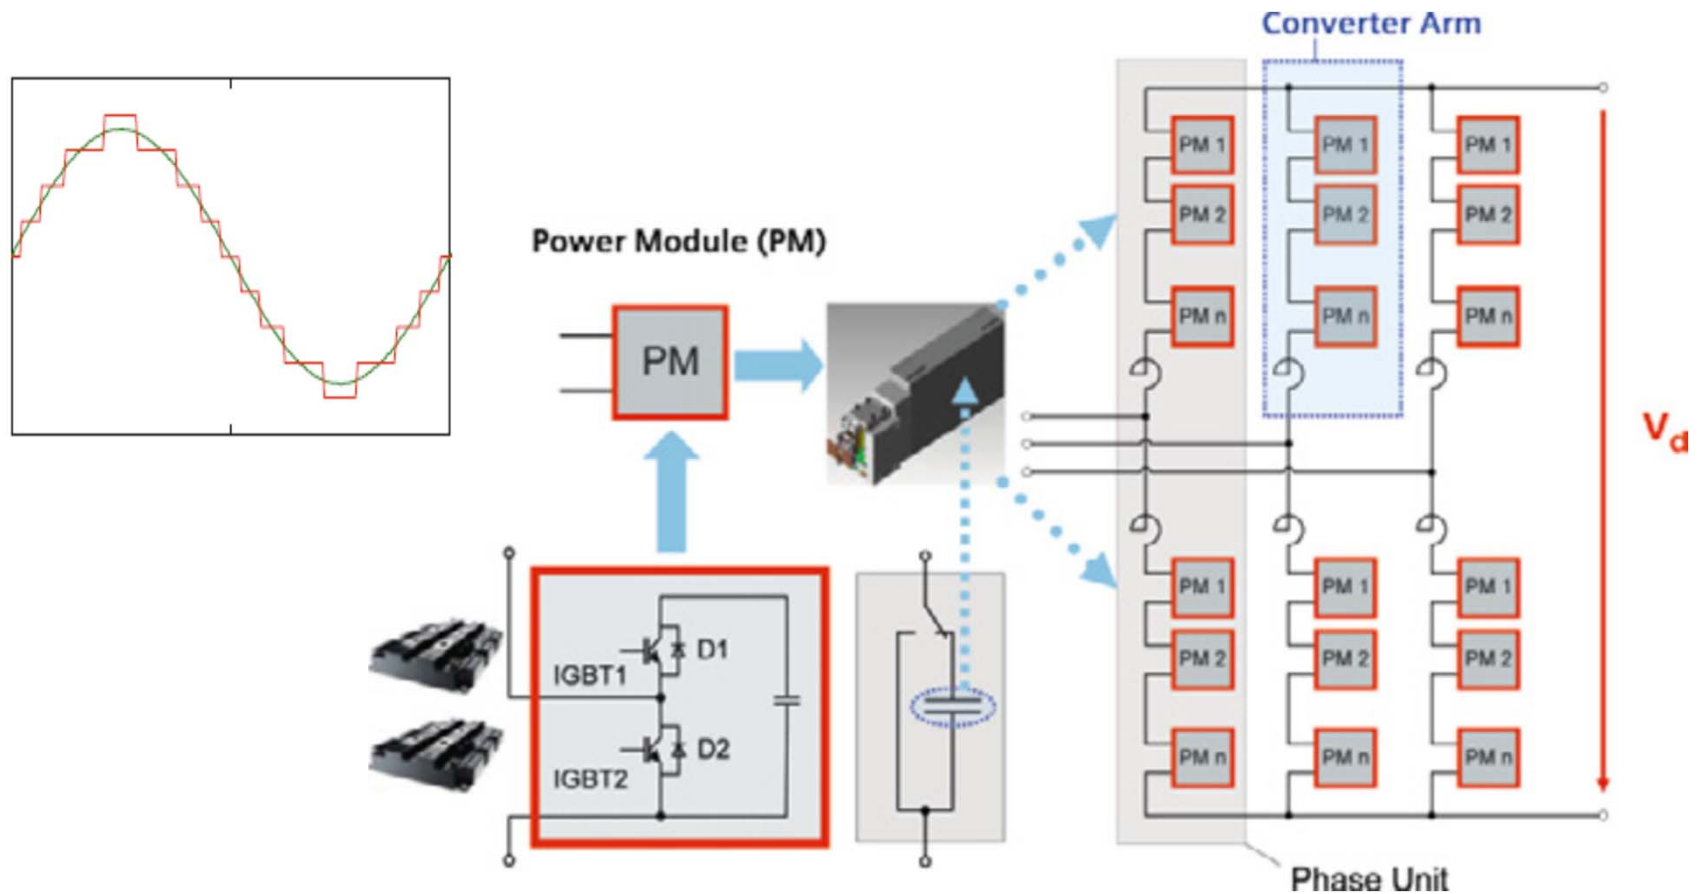 Converter Arm
Power Module (PM)
PM
PM 1
PM 1
PM 1
PM 2
PM 2
PM 2
PM n
PM n
PM n
Vd
PM 1
PM 1
PM 1
PM 2
PM 2
PM 2
PM n
PM n
PM n
D1
IGBT1
D2
IGBT2
Phase Unit